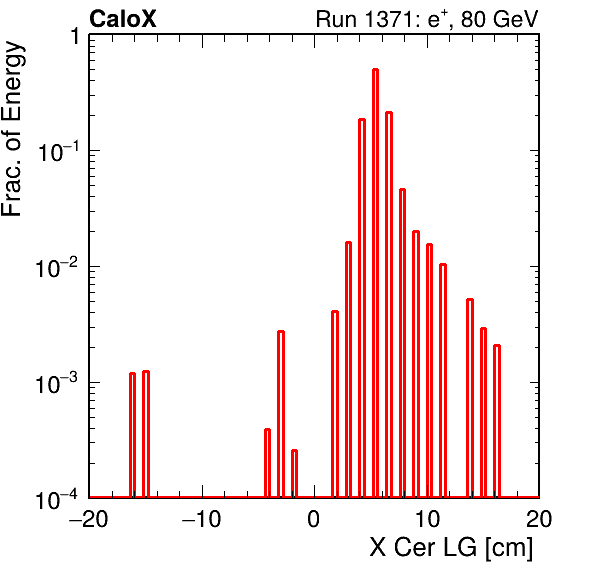 CaloX Run 1371: e⁺, 80 GeV
Frac. of Energy
1
10⁻¹
10⁻²
10⁻³
10⁻⁴
−20 −10 0 10 20
X Cer LG [cm]